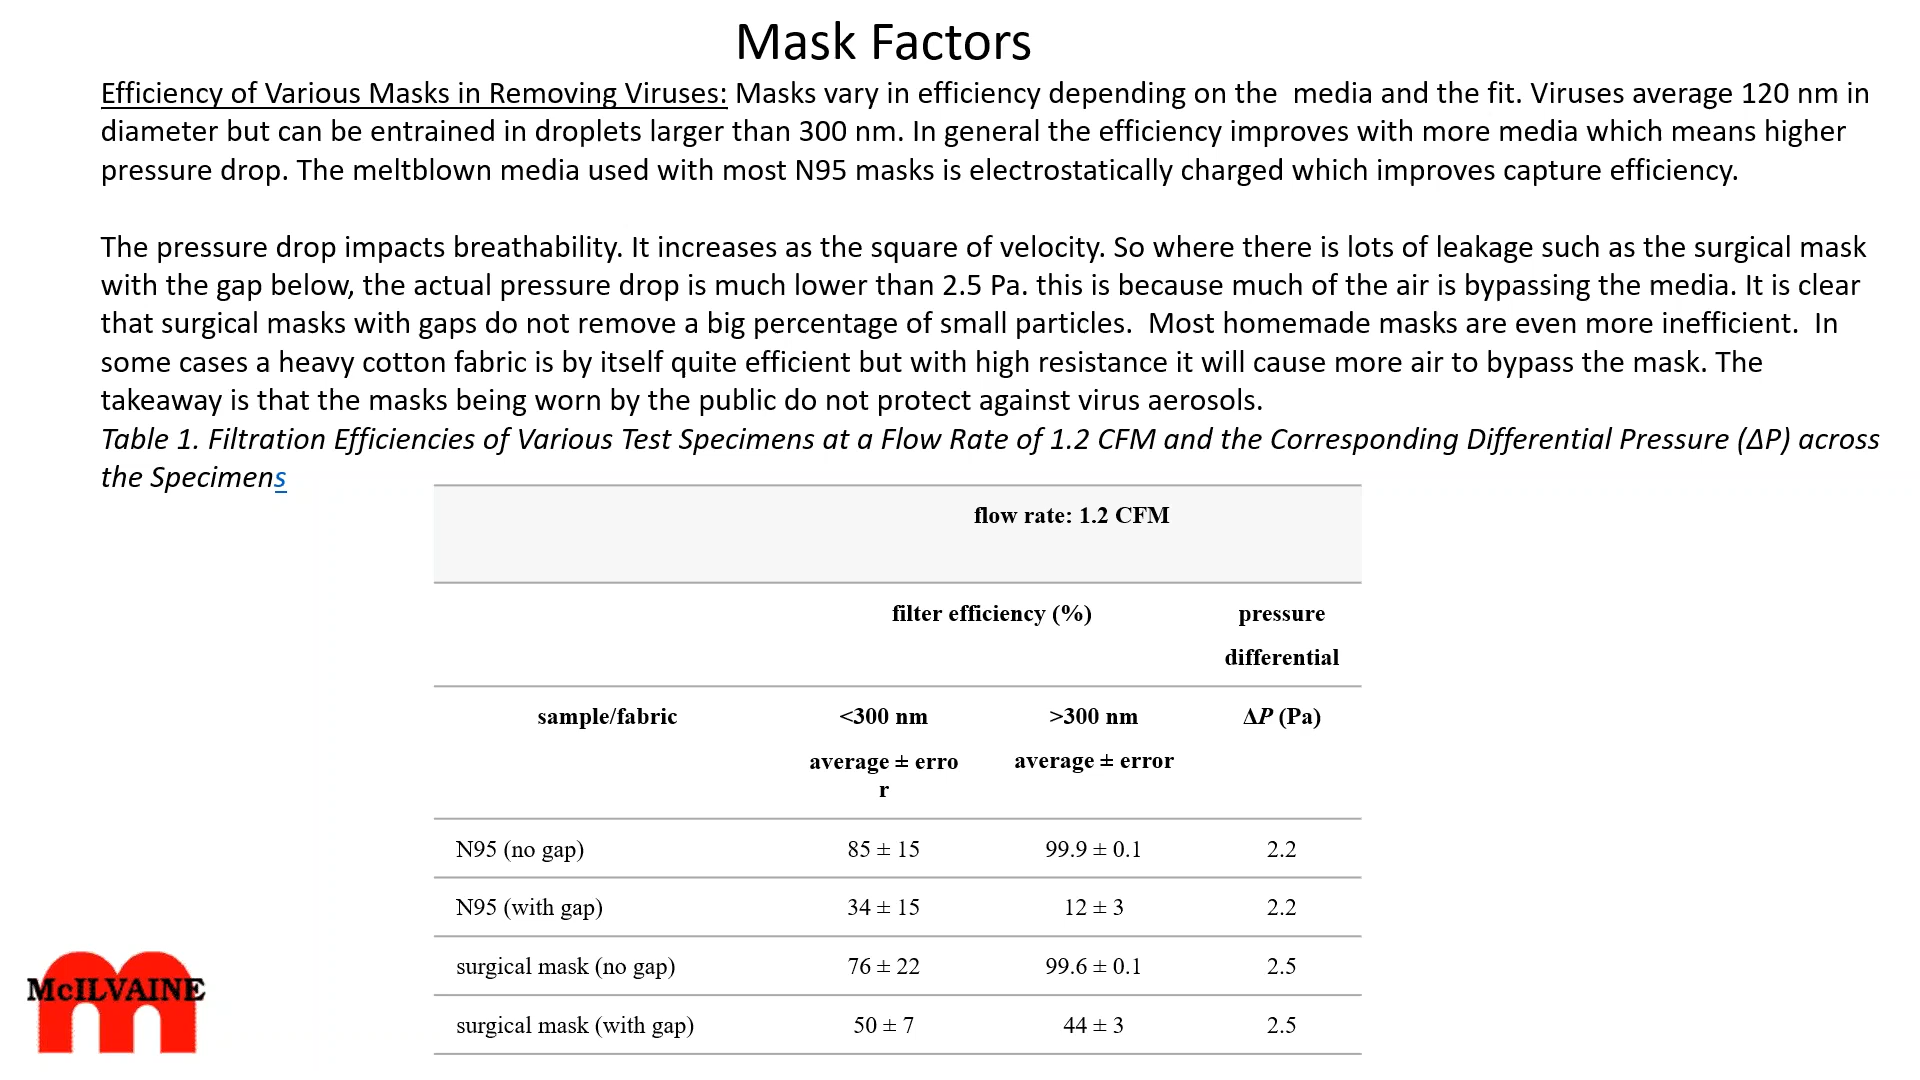 Mask Factors
Efficiency of Various Masks in Removing Viruses: Masks vary in efficiency depending on the  media and the fit. Viruses average 120 nm in
diameter but can be entrained in droplets larger than 300 nm. In general the efficiency improves with more media which means higher
pressure drop. The meltblown media used with most N95 masks is electrostatically charged which improves capture efficiency.
The pressure drop impacts breathability. It increases as the square of velocity. So where there is lots of leakage such as the surgical mask
with the gap below, the actual pressure drop is much lower than 2.5 Pa. this is because much of the air is bypassing the media. It is clear
that surgical masks with gaps do not remove a big percentage of small particles.  Most homemade masks are even more inefficient.  In
some cases a heavy cotton fabric is by itself quite efficient but with high resistance it will cause more air to bypass the mask. The
takeaway is that the masks being worn by the public do not protect against virus aerosols.
Table 1. Filtration Efficiencies of Various Test Specimens at a Flow Rate of 1.2 CFM and the Corresponding Differential Pressure (ΔP) across
the Specimens
flow rate: 1.2 CFM
filter efficiency (%) pressure
differential
sample/fabric <300 nm >300 nm ΔP (Pa)
average ± erro average ± error
r
N95 (no gap) 85 ± 15 99.9 ± 0.1 2.2
N95 (with gap) 34 ± 15 12 ± 3 2.2
surgical mask (no gap) 76 ± 22 99.6 ± 0.1 2.5
surgical mask (with gap) 50 ± 7 44 ± 3 2.5
McILVAINE